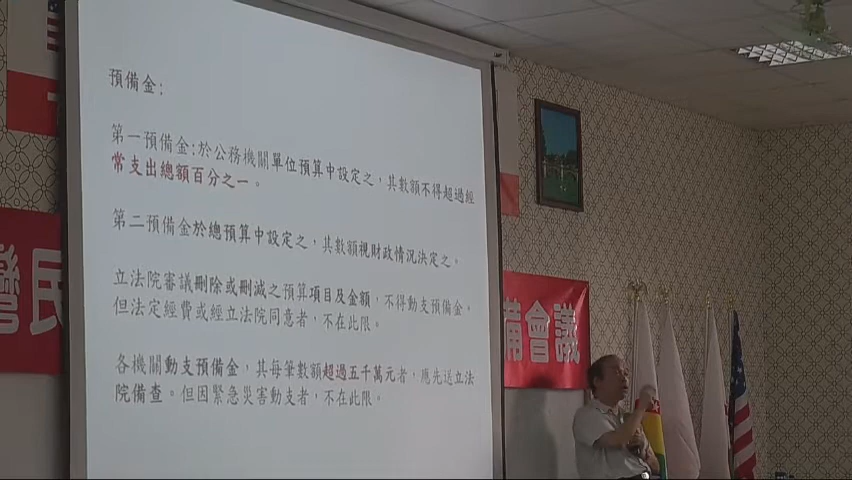 預備金:
第一預備金:於公務機關單位預算中設定之,其數額不得超過經
常支出總額百分之一。
第二預備金於總預算中設定之,其數額視財政情況決定之。
立法院審議刪除或刪減之預算項目及金額,不得動支預備金。
但法定經費或經立法院同意者,不在此限。
各機關動支預備金,其每筆數額超過五千萬元者,應先送立法
院備查。但因緊急災害動支者,不在此限。
灣民
備會議